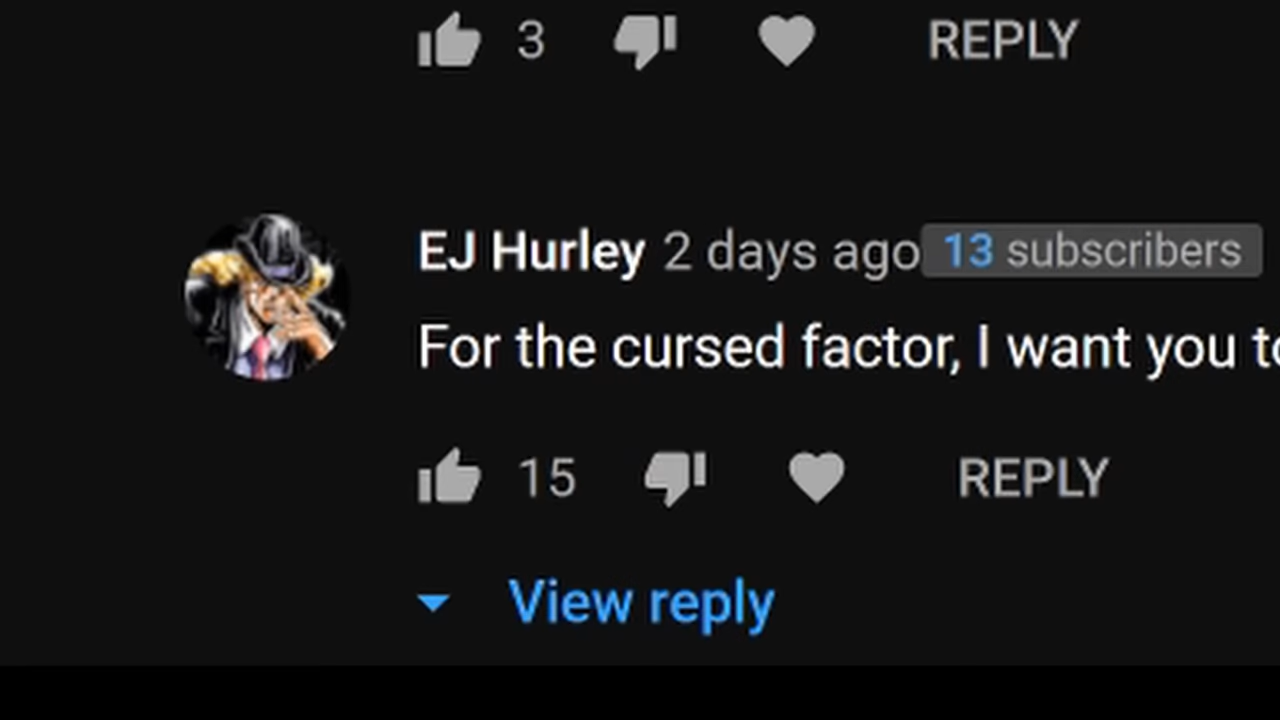 3 REPLY
EJ Hurley 2 days ago 13 subscribers
For the cursed factor, I want you
15 REPLY
View reply